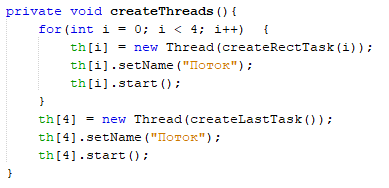 private void createThreads(){
    for(int i = 0; i < 4; i++)  {
        th[i] = new Thread(createRectTask(i));
        th[i].setName("Поток");
        th[i].start();
    }
    th[4] = new Thread(createLastTask());
    th[4].setName("Поток");
    th[4].start();
}